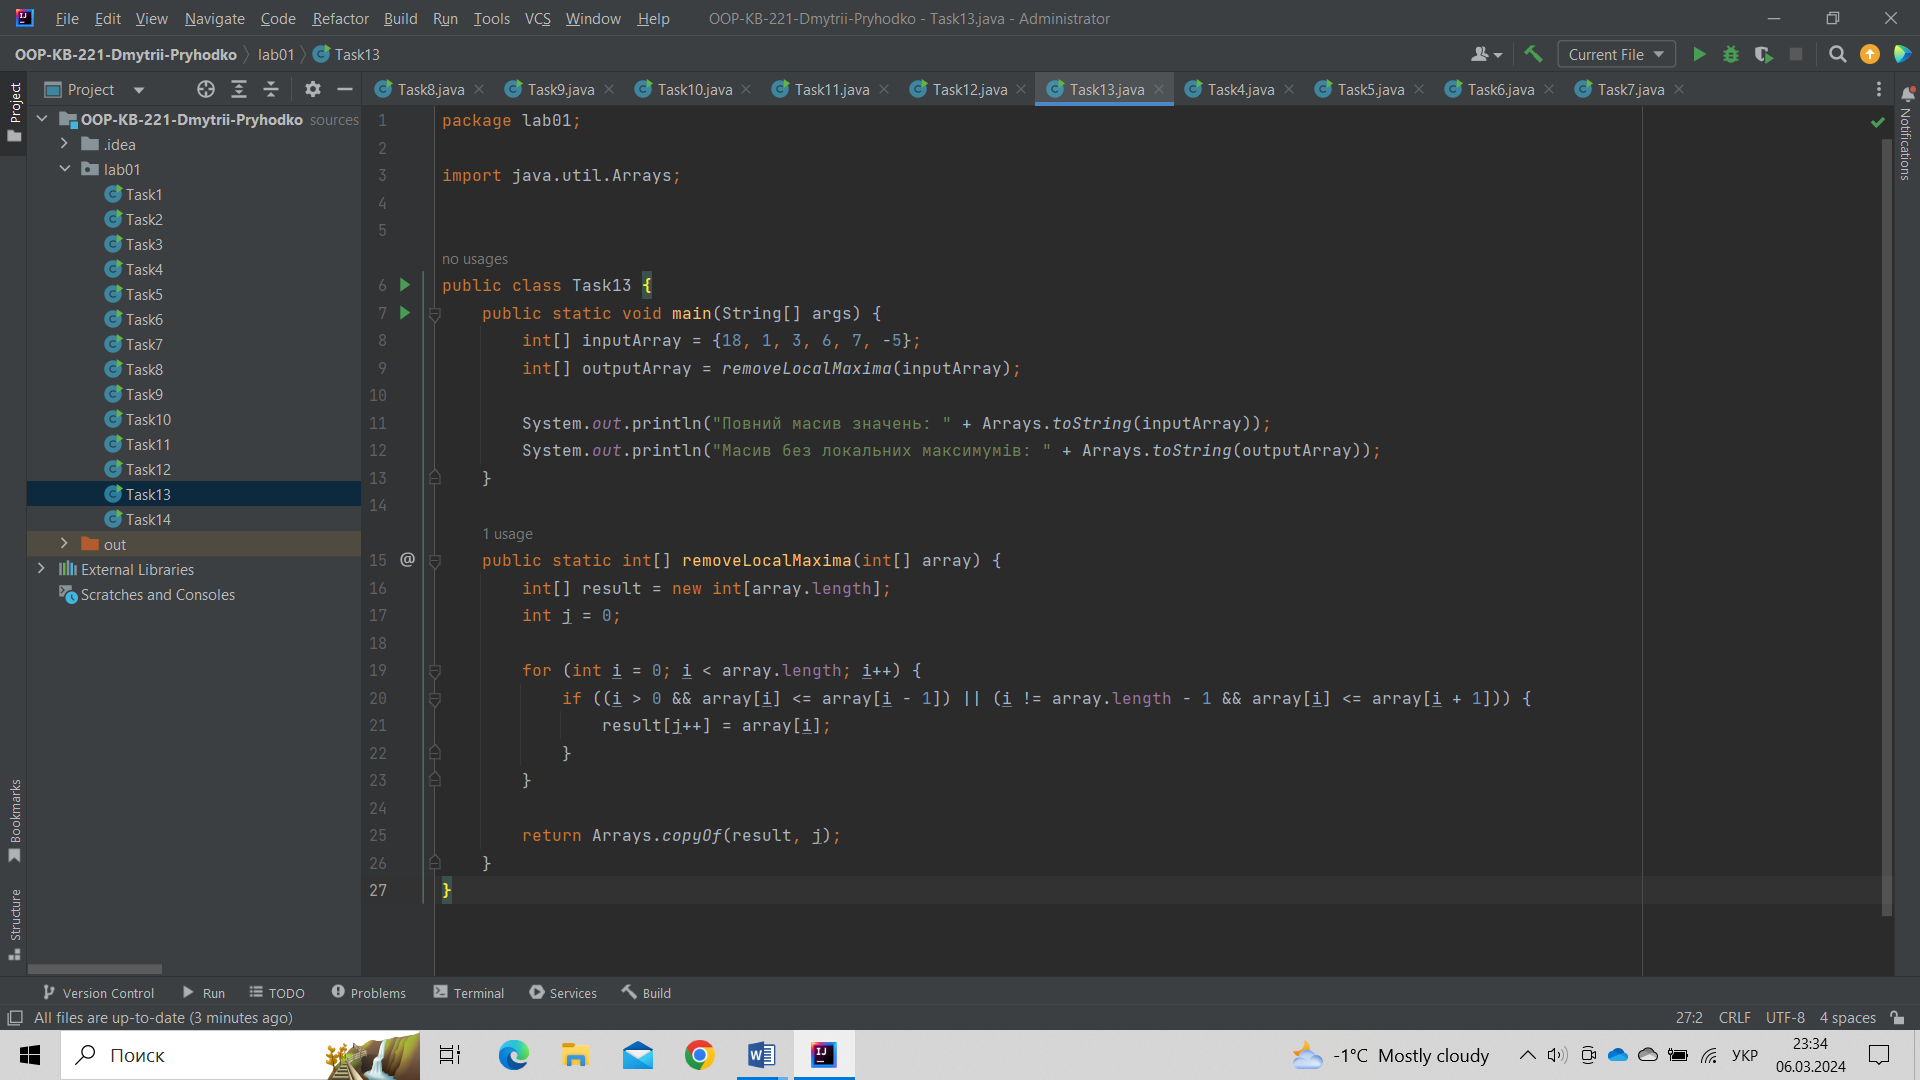 File Edit View Navigate Code Refactor Build Run Tools VCS Window Help OOP-KB-221-Dmytrii-Pryhodko - Task13.java - Administrator
OOP-KB-221-Dmytrii-Pryhodko lab01 Task13 Current File
Project
Project
Task8.java Task9.java Task10.java Task11.java Task12.java Task13.java Task4.java Task5.java Task6.java Task7.java
Notifications
OOP-KB-221-Dmytrii-Pryhodko sources
.idea
lab01
Task1
Task2
Task3
Task4
Task5
Task6
Task7
Task8
Task9
Task10
Task11
Task12
Task13
Task14
out
External Libraries
Scratches and Consoles
Bookmarks
Structure
1 package lab01;
2
3 import java.util.Arrays;
4
5
no usages
6 public class Task13 {
7 public static void main(String[] args) {
8 int[] inputArray = {18, 1, 3, 6, 7, -5};
9 int[] outputArray = removeLocalMaxima(inputArray);
10
11 System.out.println("Повний масив значень: " + Arrays.toString(inputArray));
12 System.out.println("Масив без локальних максимумів: " + Arrays.toString(outputArray));
13 }
14
1 usage
15 @ public static int[] removeLocalMaxima(int[] array) {
16 int[] result = new int[array.length];
17 int j = 0;
18
19 for (int i = 0; i < array.length; i++) {
20 if ((i > 0 && array[i] <= array[i - 1]) || (i != array.length - 1 && array[i] <= array[i + 1])) {
21 result[j++] = array[i];
22 }
23 }
24
25 return Arrays.copyOf(result, j);
26 }
27 }
Version Control Run TODO Problems Terminal Services Build
All files are up-to-date (3 minutes ago) 27:2 CRLF UTF-8 4 spaces
Поиск -1°C Mostly cloudy УКР 23:34
06.03.2024